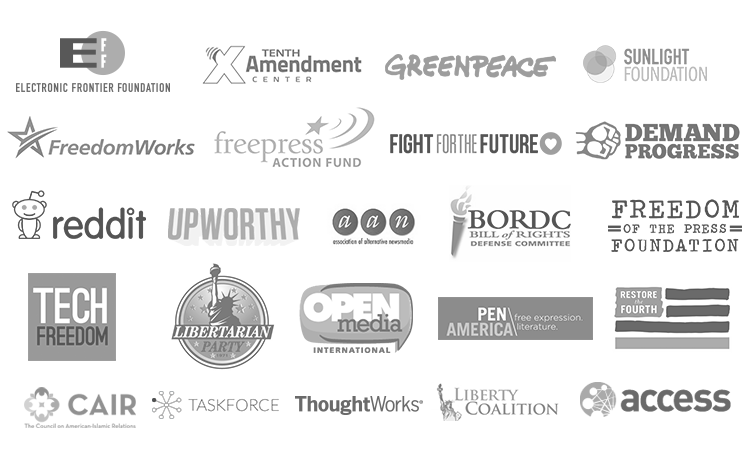 E F F
ELECTRONIC FRONTIER FOUNDATION
X
TENTH
Amendment
CENTER
GREENPEACE
SUNLIGHT
FOUNDATION
FreedomWorks
freepress
ACTION FUND
FIGHT FOR THE FUTURE
DEMAND
PROGRESS
reddit
UPWORTHY
a a n
association of alternative newsmedia
BORDC
BILL of RIGHTS
DEFENSE COMMITTEE
FREEDOM
OF THE PRESS
FOUNDATION
TECH
FREEDOM
LIBERTARIAN
PARTY
1971
OPEN
media
INTERNATIONAL
PEN
AMERICA
free expression.
literature.
RESTORE
the
FOURTH
CAIR
The Council on American-Islamic Relations
TASKFORCE
ThoughtWorks®
LIBERTY
COALITION
access